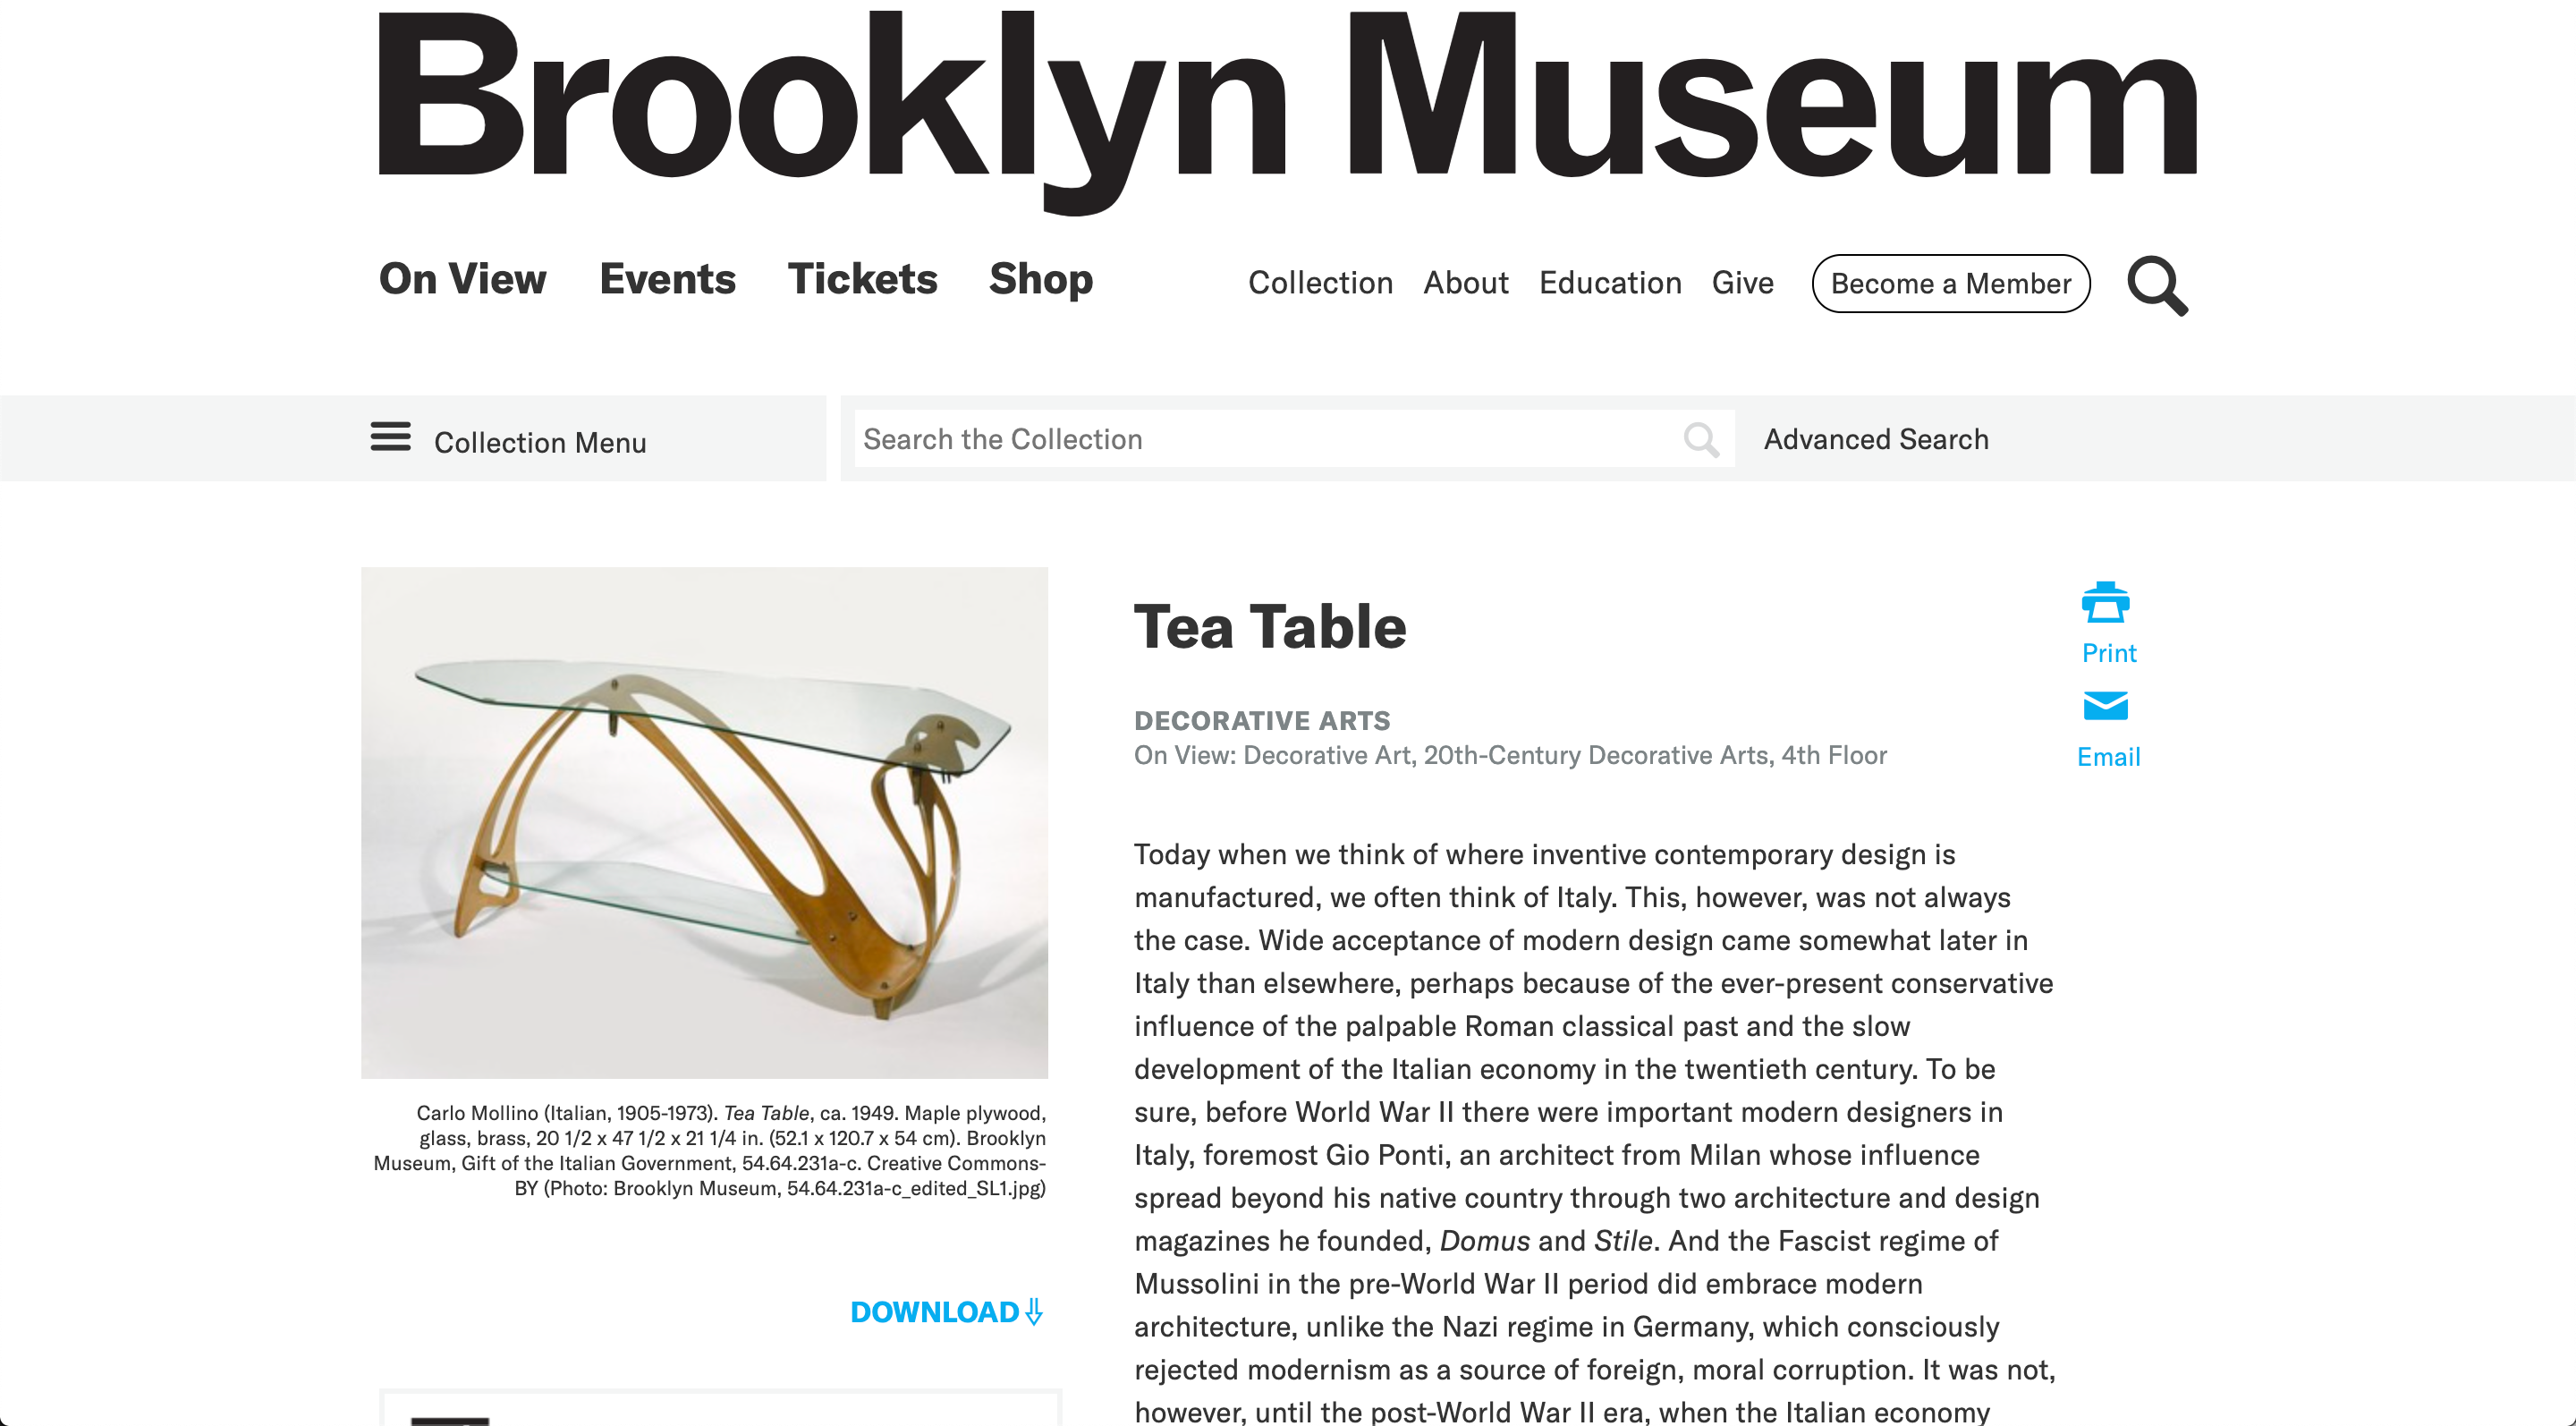 Brooklyn Museum
On View Events Tickets Shop Collection About Education Give Become a Member
Collection Menu Search the Collection Advanced Search
Carlo Mollino (Italian, 1905-1973). Tea Table, ca. 1949. Maple plywood,
glass, brass, 20 1/2 x 47 1/2 x 21 1/4 in. (52.1 x 120.7 x 54 cm). Brooklyn
Museum, Gift of the Italian Government, 54.64.231a-c. Creative Commons-
BY (Photo: Brooklyn Museum, 54.64.231a-c_edited_SL1.jpg)
DOWNLOAD
Tea Table
DECORATIVE ARTS
On View: Decorative Art, 20th-Century Decorative Arts, 4th Floor
Print
Email
Today when we think of where inventive contemporary design is
manufactured, we often think of Italy. This, however, was not always
the case. Wide acceptance of modern design came somewhat later in
Italy than elsewhere, perhaps because of the ever-present conservative
influence of the palpable Roman classical past and the slow
development of the Italian economy in the twentieth century. To be
sure, before World War II there were important modern designers in
Italy, foremost Gio Ponti, an architect from Milan whose influence
spread beyond his native country through two architecture and design
magazines he founded, Domus and Stile. And the Fascist regime of
Mussolini in the pre-World War II period did embrace modern
architecture, unlike the Nazi regime in Germany, which consciously
rejected modernism as a source of foreign, moral corruption. It was not,
however, until the post-World War II era, when the Italian economy